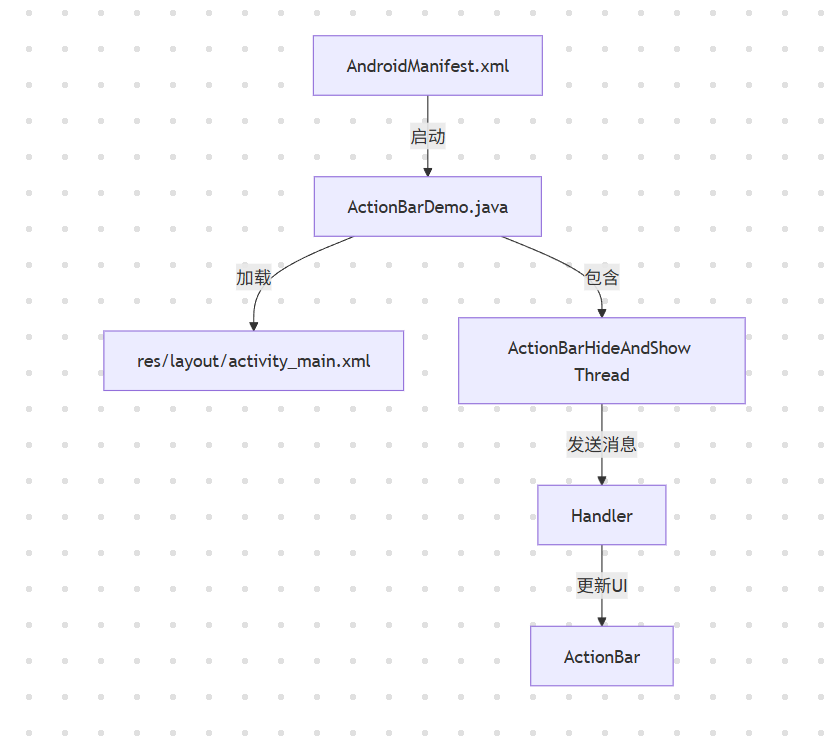 AndroidManifest.xml
启动
ActionBarDemo.java
加载
包含
res/layout/activity_main.xml
ActionBarHideAndShow
Thread
发送消息
Handler
更新UI
ActionBar